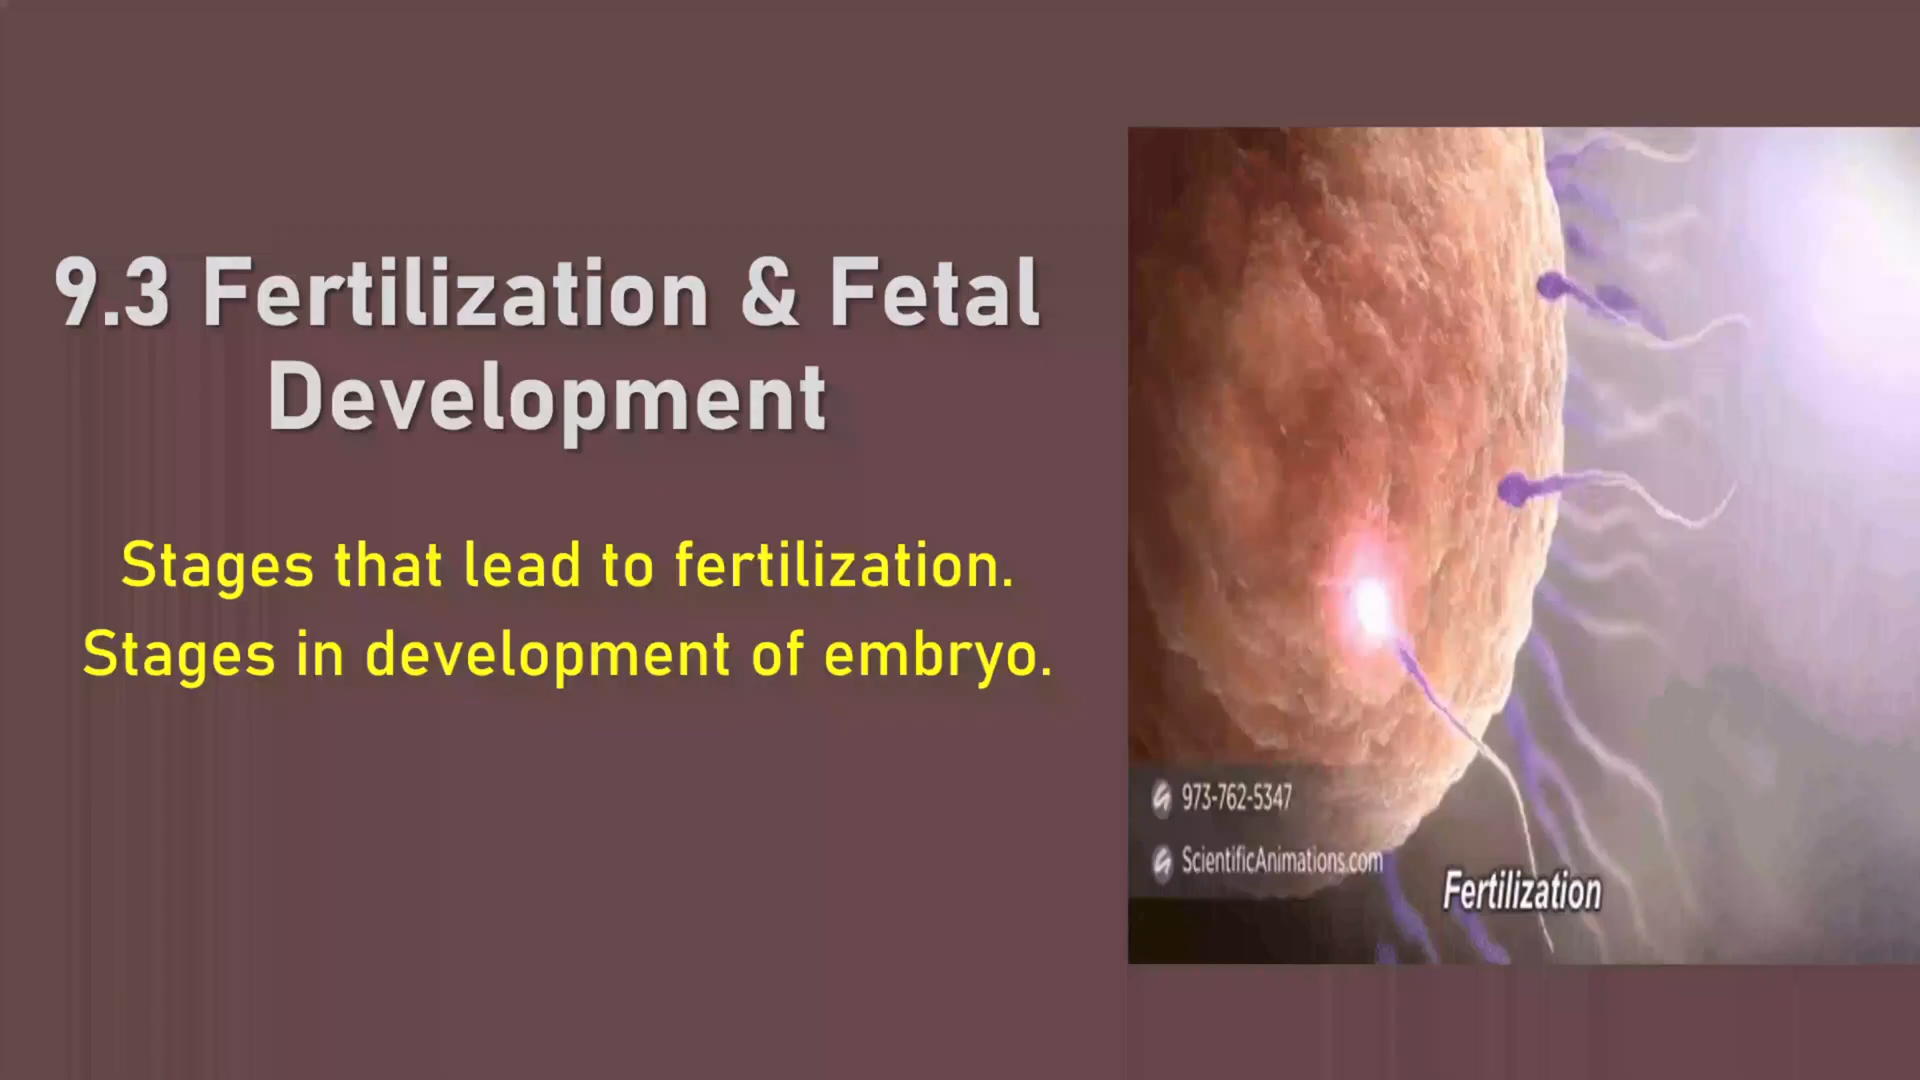 9.3 Fertilization & Fetal
Development
Stages that lead to fertilization.
Stages in development of embryo.
973-762-5347
ScientificAnimations.com
Fertilization